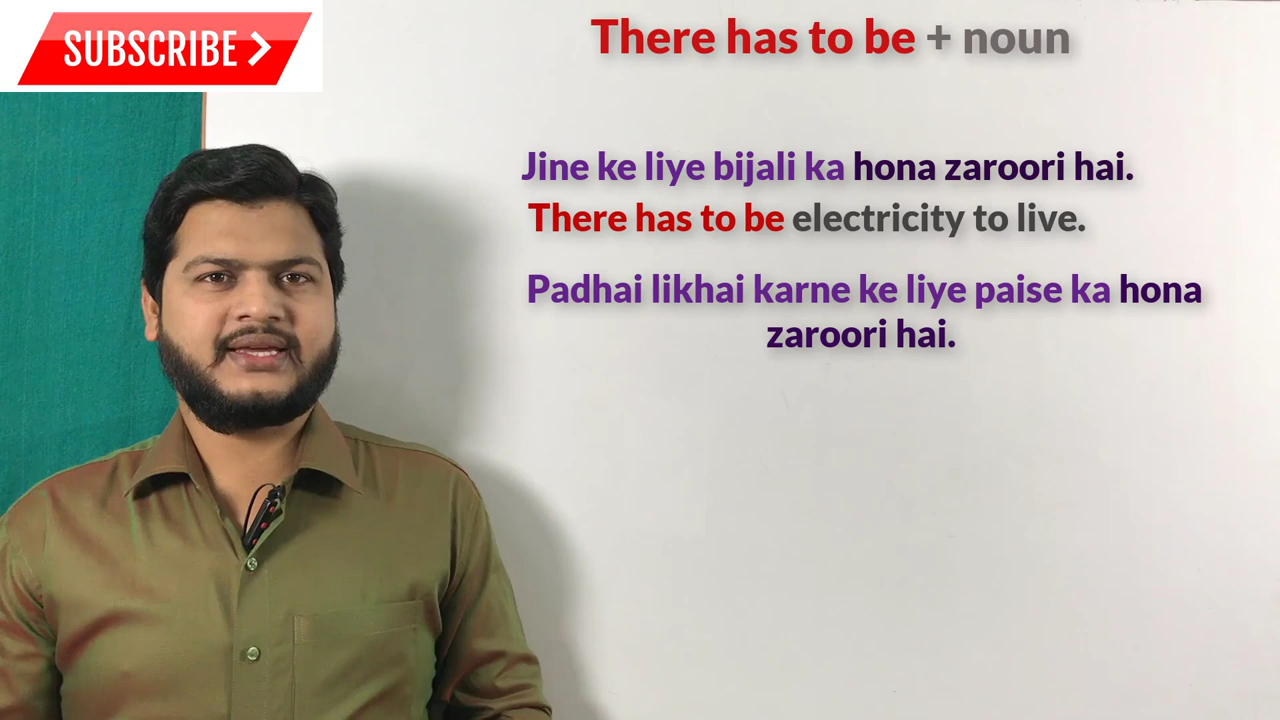 SUBSCRIBE
There has to be + noun
Jine ke liye bijali ka hona zaroori hai.
There has to be electricity to live.
Padhai likhai karne ke liye paise ka hona
zaroori hai.